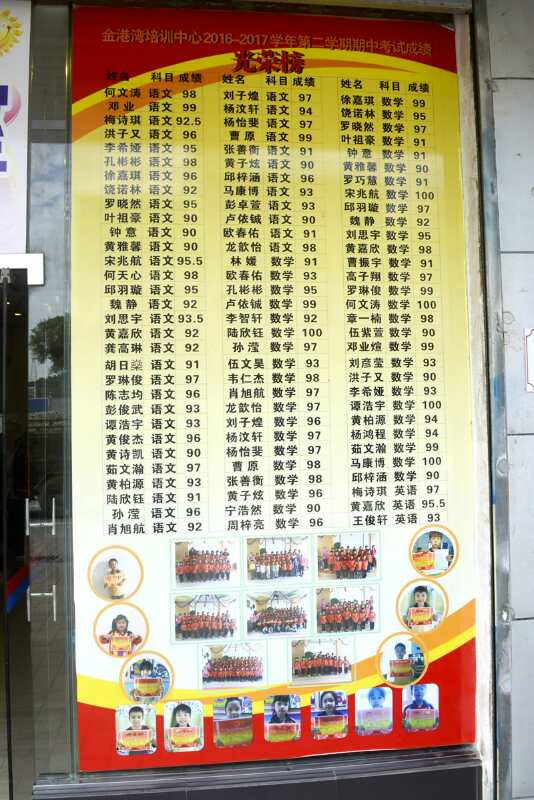 金港湾培训中心2016-2017学年第二学期期中考试成绩
光荣榜
姓名 科目 成绩
何文涛 语文 98
邓业 语文 99
梅诗琪 语文 92.5
洪子又 语文 96
李希娅 语文 95
孔彬彬 语文 98
徐嘉琪 语文 96
饶诺林 语文 92
罗晓然 语文 95
叶祖豪 语文 90
钟意 语文 90
黄雅馨 语文 90
宋兆航 语文 95.5
何天心 语文 98
邱羽璇 语文 95
魏静 语文 92
刘思宇 语文 93.5
黄嘉欣 语文 92
龚高琳 语文 92
胡日燊 语文 91
罗琳俊 语文 97
陈志均 语文 96
彭俊武 语文 93
谭浩宇 语文 93
黄俊杰 语文 96
黄诗凯 语文 90
茹文瀚 语文 97
黄柏源 语文 93
陆欣钰 语文 91
孙滢 语文 96
肖旭航 语文 92
姓名 科目 成绩
刘子煌 语文 97
杨汶轩 语文 94
杨怡斐 语文 97
曹原 语文 99
张善衡 语文 91
黄子炫 语文 90
邱梓涵 语文 96
马康博 语文 93
彭卓萱 语文 93
卢依铖 语文 90
欧春佑 语文 91
龙歆怡 语文 98
林媛 数学 91
欧春佑 数学 93
孔彬彬 数学 95
卢依铖 数学 99
李智轩 数学 92
陆欣钰 数学 100
孙滢 数学 97
伍文昊 数学 93
韦仁杰 数学 98
肖旭航 数学 97
龙歆怡 数学 97
刘子煌 数学 96
杨汶轩 数学 97
杨怡斐 数学 97
曹原 数学 98
张善衡 数学 98
黄子炫 数学 96
宁浩然 数学 90
周梓亮 数学 96
姓名 科目 成绩
徐嘉琪 数学 99
饶诺林 数学 95
罗晓然 数学 97
叶祖豪 数学 91
钟意 数学 91
黄雅馨 数学 90
罗巧慧 数学 91
宋兆航 数学 100
邱羽璇 数学 97
魏静 数学 92
刘思宇 数学 95
黄嘉欣 数学 98
曹振宇 数学 91
高子翔 数学 97
罗琳俊 数学 99
何文涛 数学 100
章一楠 数学 98
伍紫萱 数学 90
邓业煊 数学 99
刘彦莹 数学 93
洪子又 数学 90
李希娅 数学 93
谭浩宇 数学 100
黄柏源 数学 94
杨鸿程 数学 94
茹文瀚 数学 99
马康博 数学 100
邱梓涵 数学 90
梅诗琪 英语 97
黄嘉欣 英语 95.5
王俊轩 英语 93